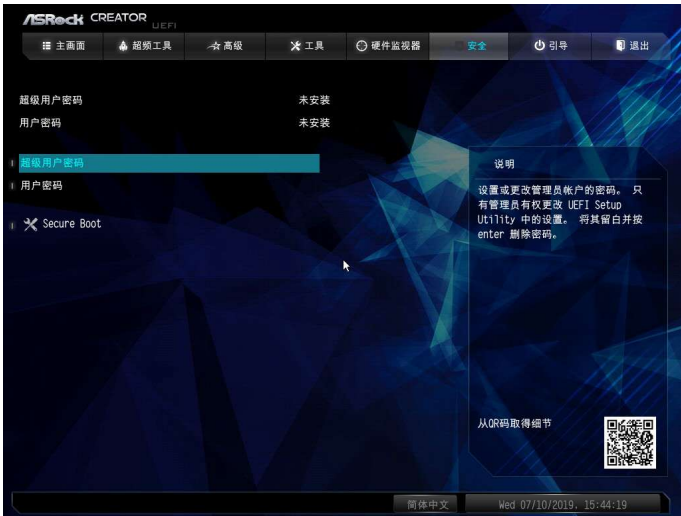 ASRock CREATOR UEFI
主画面 超频工具 高级 工具 硬件监视器 安全 引导 退出
超级用户密码 未安装
用户密码 未安装
超级用户密码
用户密码
Secure Boot
说明
设置或更改管理员帐户的密码。 只
有管理员有权更改 UEFI Setup
Utility 中的设置。 将其留白并按
enter 删除密码。
从QR码取得细节
简体中文 Wed 07/10/2019, 15:44:19